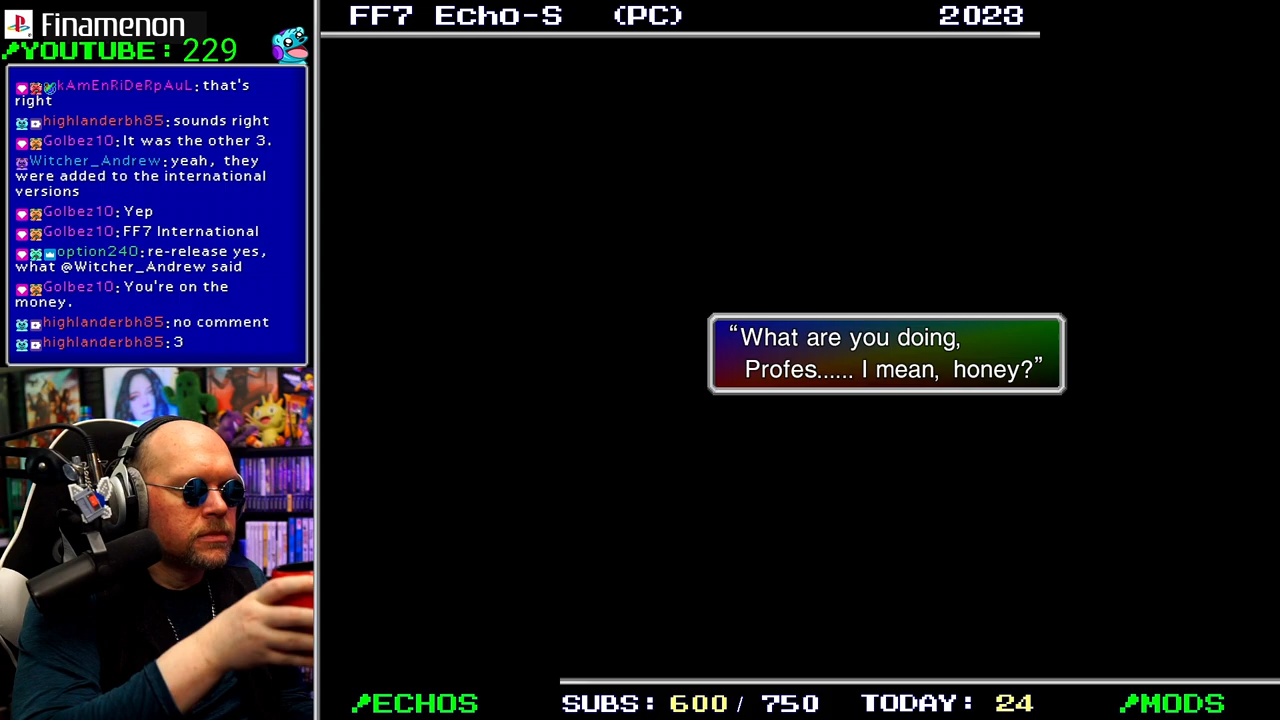 FF7 Echo-S (PC) 2023
Finamenon
/YOUTUBE: 229
kAmEnRiDeRpAuL: that's
right
highlanderbh85: sounds right
Golbez10: It was the other 3.
Witcher_Andrew: yeah, they
were added to the international
versions
Golbez10: Yep
Golbez10: FF7 International
option240: re-release yes,
what @Witcher_Andrew said
Golbez10: You're on the
money.
highlanderbh85: no comment
highlanderbh85: 3
“What are you doing,
Profes...... I mean, honey?”
/ECHOS SUBS: 600/ 750 TODAY: 24 /MODS